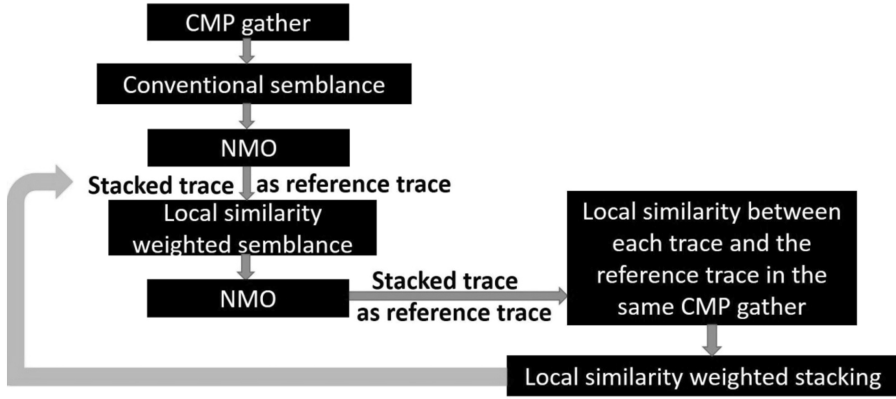 CMP gather
Conventional semblance
NMO
Stacked trace as reference trace
Local similarity
weighted semblance
NMO
Stacked trace
as reference trace
Local similarity between
each trace and the
reference trace in the
same CMP gather
Local similarity weighted stacking